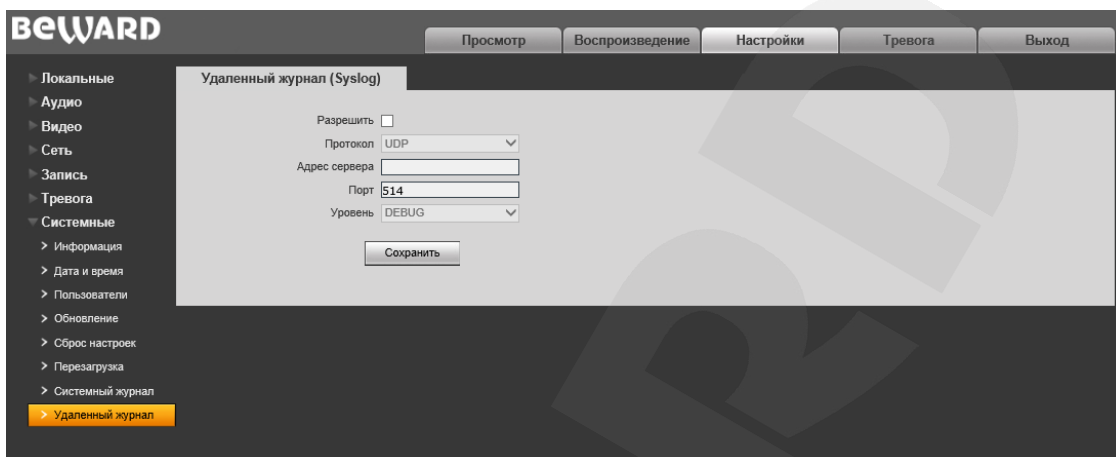 BEWARD
Просмотр Воспроизведение Настройки Тревога Выход
Локальные
Аудио
Видео
Сеть
Запись
Тревога
Системные
Информация
Дата и время
Пользователи
Обновление
Сброс настроек
Перезагрузка
Системный журнал
Удаленный журнал
Удаленный журнал (Syslog)
Разрешить
Протокол UDP
Адрес сервера
Порт 514
Уровень DEBUG
Сохранить